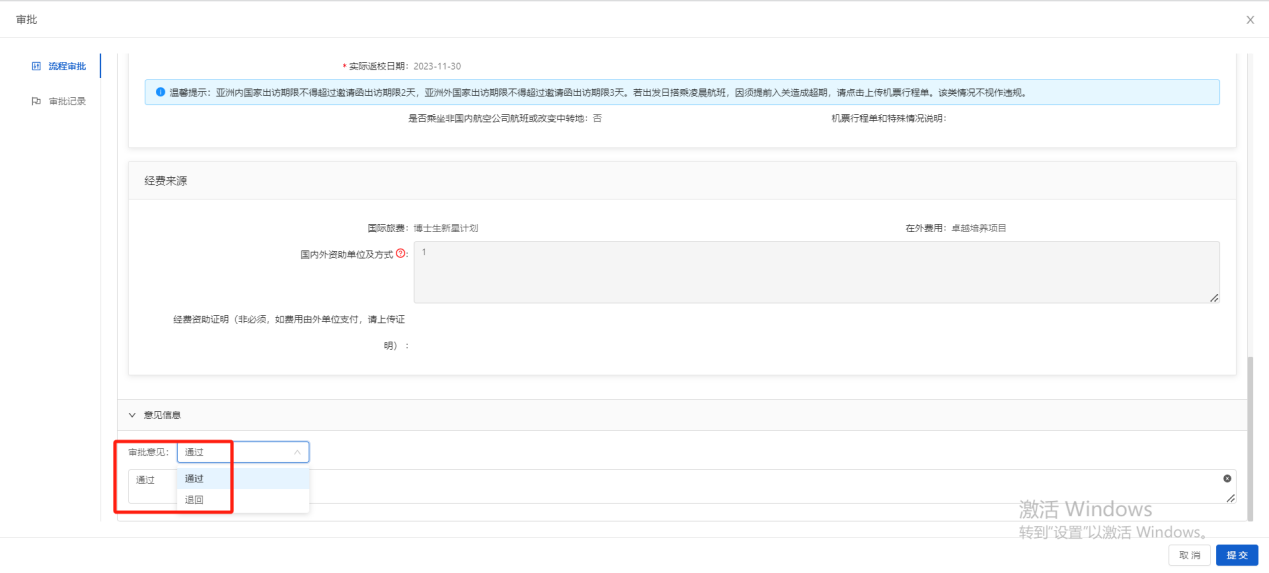 审批
X
流程审批
审批记录
* 实际返校日期: 2023-11-30
温馨提示: 亚洲内国家出访期限不得超过邀请函出访期限2天, 亚洲外国家出访期限不得超过邀请函出访期限3天。若出发日搭乘凌晨航班, 因须提前入关造成超期, 请点击上传机票行程单。该类情况不视作违规。
是否乘坐非国内航空公司航班或改变中转地: 否
机票行程单和特殊情况说明:
经费来源
国际旅费: 博士生新星计划
在外费用: 卓越培养项目
国内外资助单位及方式?: 1
经费资助证明 (非必须, 如费用由外单位支付, 请上传证
明) :
意见信息
审批意见: 通过
通过
通过
退回
激活 Windows
转到"设置"以激活 Windows。
取 消
提 交